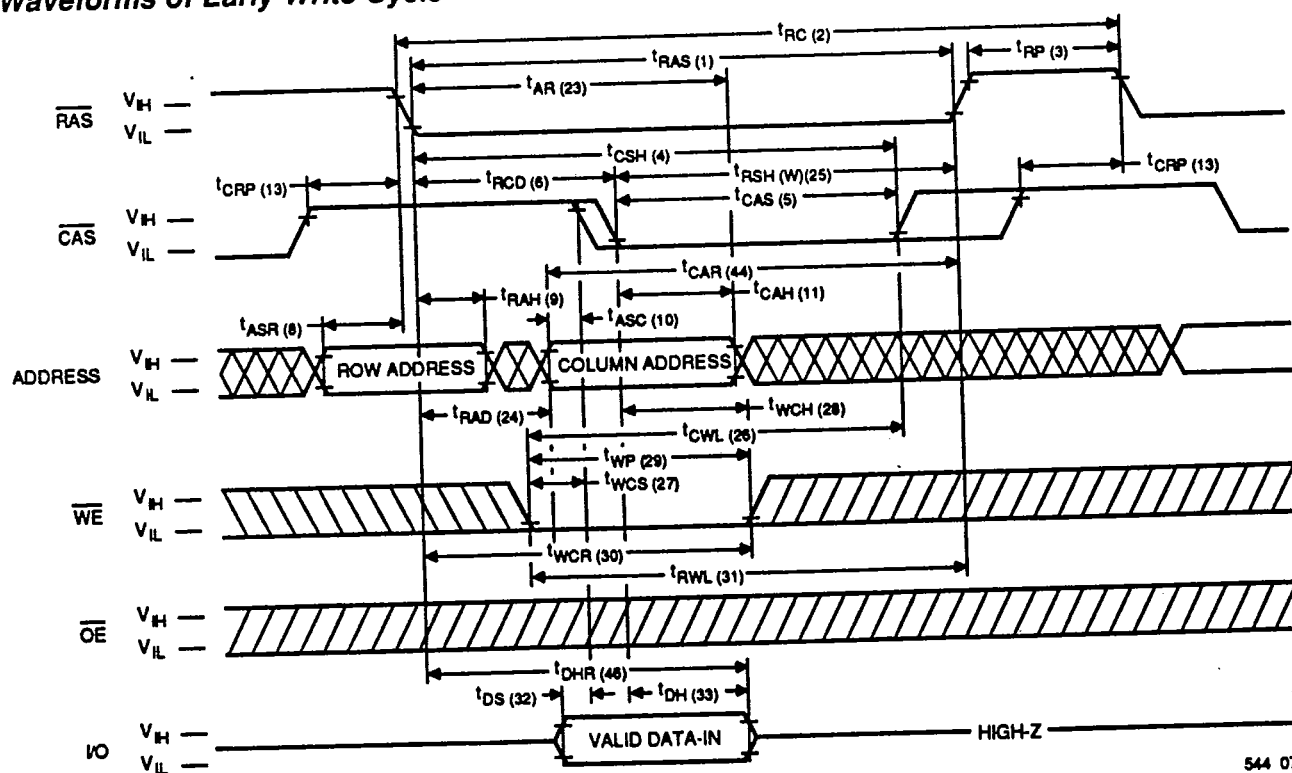 Waveforms of Early Write Cycle
tRC (2)
tRAS (1)
tRP (3)
tAR (23)
RAS
VIH
VIL
tCSH (4)
tCRP (13)
tRCD (6)
tRSH (W)(25)
tCRP (13)
tCAS (5)
CAS
VIH
VIL
tCAR (44)
tRAH (9)
tCAH (11)
tASR (8)
tASC (10)
ADDRESS
VIH
VIL
ROW ADDRESS
COLUMN ADDRESS
tRAD (24)
tWCH (28)
tCWL (26)
tWP (29)
tWCS (27)
WE
VIH
VIL
tWCR (30)
tRWL (31)
OE
VIH
VIL
tDHR (46)
tDS (32)
tDH (33)
I/O
VIH
VIL
VALID DATA-IN
HIGH-Z
544 07